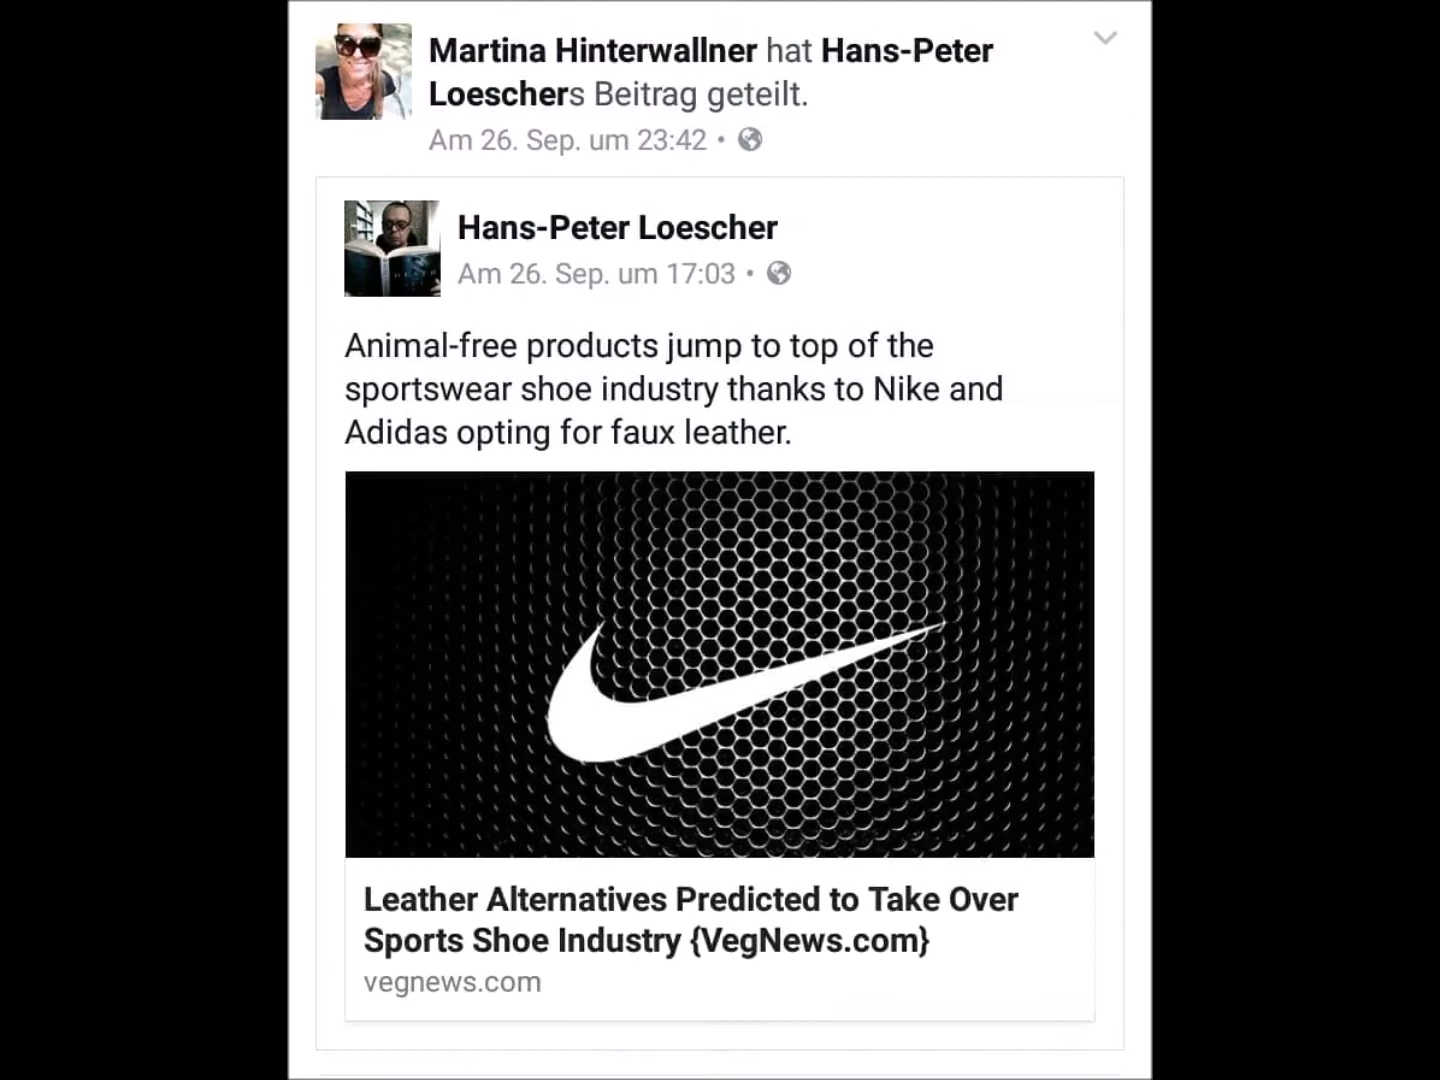 Martina Hinterwallner hat Hans-Peter
Loeschers Beitrag geteilt.
Am 26. Sep. um 23:42 •
Hans-Peter Loescher
Am 26. Sep. um 17:03 •
Animal-free products jump to top of the
sportswear shoe industry thanks to Nike and
Adidas opting for faux leather.
Leather Alternatives Predicted to Take Over
Sports Shoe Industry {VegNews.com}
vegnews.com